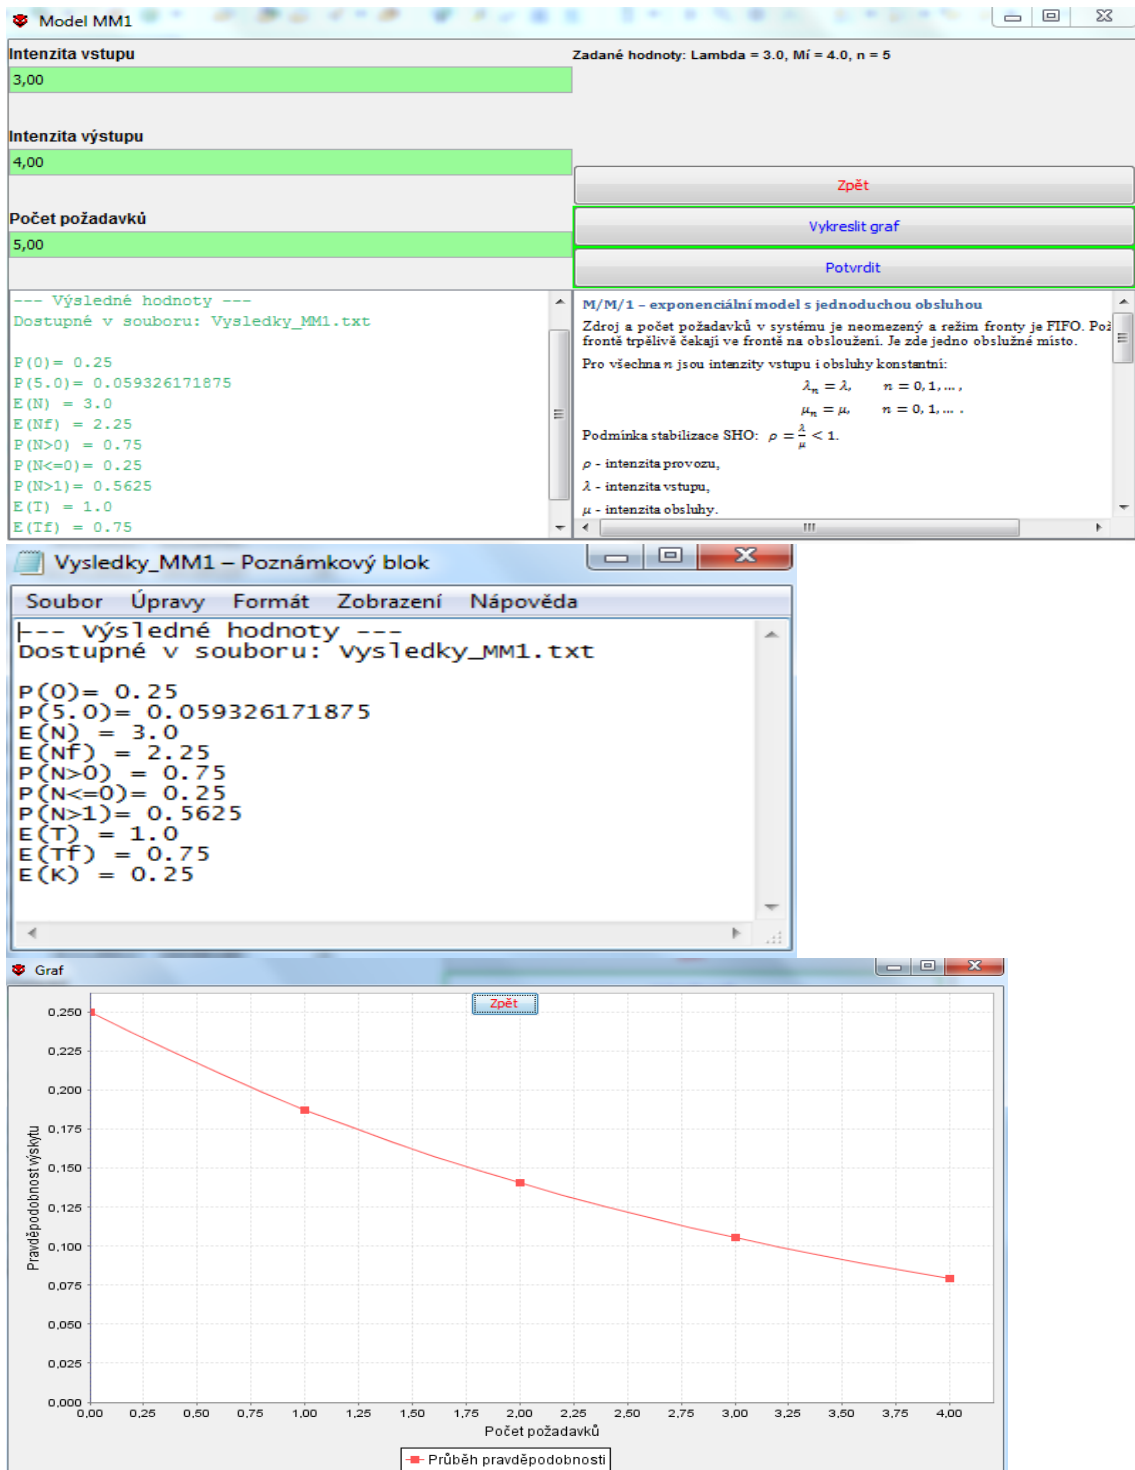 Model MM1
Intenzita vstupu
Zadané hodnoty: Lambda = 3.0, Mí = 4.0, n = 5
3,00
Intenzita výstupu
4,00
Zpět
Počet požadavků
Vykreslit graf
5,00
Potvrdit
--- Výsledné hodnoty ---
Dostupné v souboru: Vysledky_MM1.txt
P(0)= 0.25
P(5.0)= 0.059326171875
E(N) = 3.0
E(Nf) = 2.25
P(N>0) = 0.75
P(N<=0)= 0.25
P(N>1)= 0.5625
E(T) = 1.0
E(Tf) = 0.75
M/M/1 – exponenciální model s jednoduchou obsluhou
Zdroj a počet požadavků v systému je neomezený a režim fronty je FIFO. Pož
frontě trpělivě čekají ve frontě na obsloužení. Je zde jedno obslužné místo.
Pro všechna n jsou intenzity vstupu i obsluhy konstantní:
λn = λ, n = 0, 1, … ,
μn = μ, n = 0, 1, … .
Podmínka stabilizace SHO: ρ = λ/μ < 1.
ρ - intenzita provozu,
λ - intenzita vstupu,
μ - intenzita obsluhy.
Vysledky_MM1 – Poznámkový blok
Soubor Úpravy Formát Zobrazení Nápověda
--- Výsledné hodnoty ---
Dostupné v souboru: Vysledky_MM1.txt
P(0)= 0.25
P(5.0)= 0.059326171875
E(N) = 3.0
E(Nf) = 2.25
P(N>0) = 0.75
P(N<=0)= 0.25
P(N>1)= 0.5625
E(T) = 1.0
E(Tf) = 0.75
E(K) = 0.25
Graf
Zpět
0,250
0,225
0,200
0,175
0,150
0,125
0,100
0,075
0,050
0,025
0,000
Pravděpodobnost výskytu
0,00 0,25 0,50 0,75 1,00 1,25 1,50 1,75 2,00 2,25 2,50 2,75 3,00 3,25 3,50 3,75 4,00
Počet požadavků
Průběh pravděpodobnosti